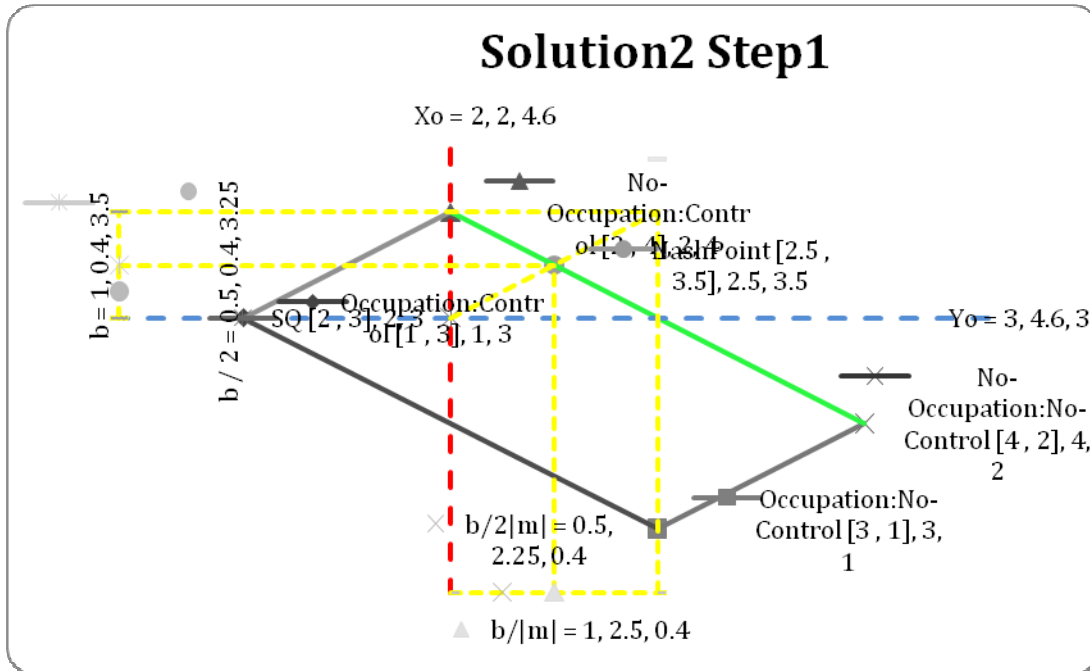 Solution2 Step1
Xo = 2, 2, 4.6
No-
Occupation:Contr
ol [2 , 4], 2, 4
NashPoint [2.5 ,
3.5], 2.5, 3.5
b = 1, 0.4, 3.5
b / 2 = 0.5, 0.4, 3.25
SQ [2 , 3], 2, 3
Occupation:Contr
ol [1 , 3], 1, 3
Yo = 3, 4.6, 3
No-
Occupation:No-
Control [4 , 2], 4,
2
Occupation:No-
Control [3 , 1], 3,
1
b/2|m| = 0.5,
2.25, 0.4
b/|m| = 1, 2.5, 0.4